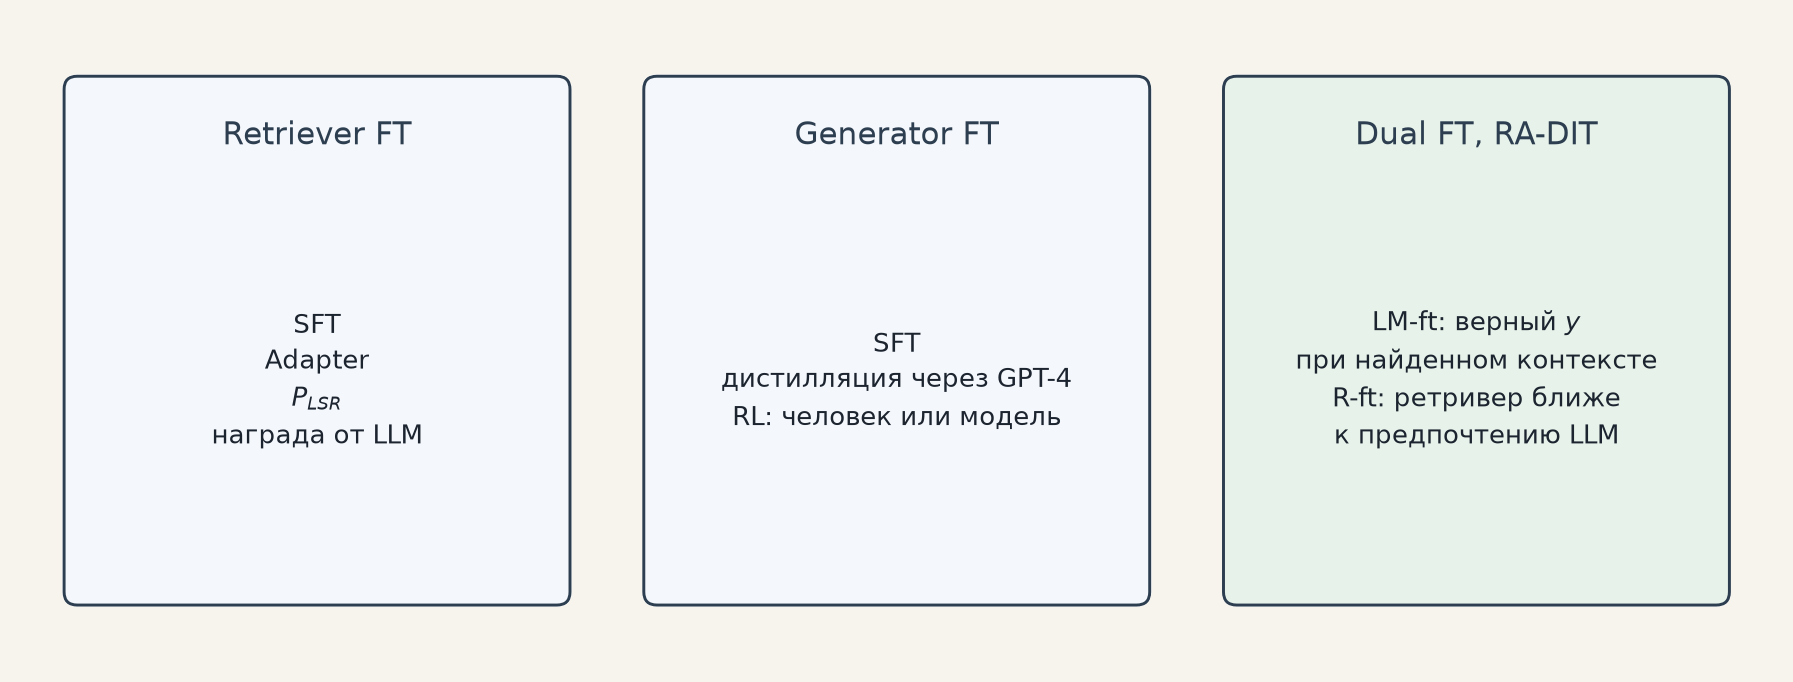 Retriever FT
SFT
Adapter
P_LSR
награда от LLM
Generator FT
SFT
дистилляция через GPT-4
RL: человек или модель
Dual FT, RA-DIT
LM-ft: верный y
при найденном контексте
R-ft: ретривер ближе
к предпочтению LLM